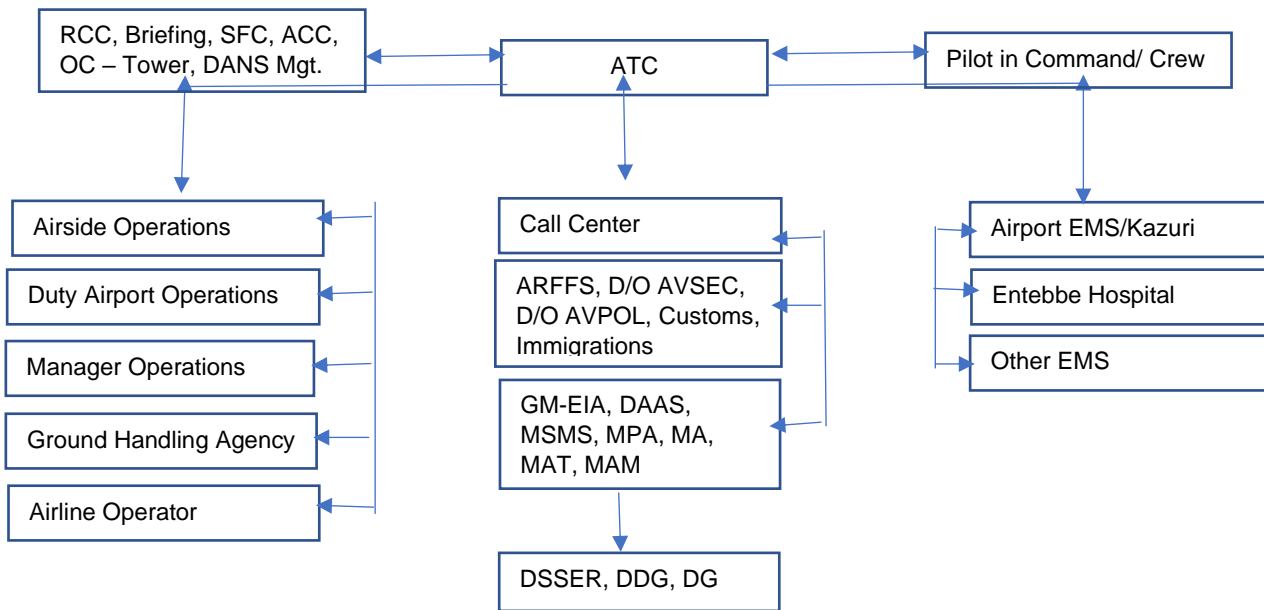 RCC, Briefing, SFC, ACC,
OC – Tower, DANS Mgt.
ATC
Pilot in Command/ Crew
Airside Operations
Duty Airport Operations
Manager Operations
Ground Handling Agency
Airline Operator
Call Center
ARFFS, D/O AVSEC,
D/O AVPOL, Customs,
Immigrations
GM-EIA, DAAS,
MSMS, MPA, MA,
MAT, MAM
DSSER, DDG, DG
Airport EMS/Kazuri
Entebbe Hospital
Other EMS